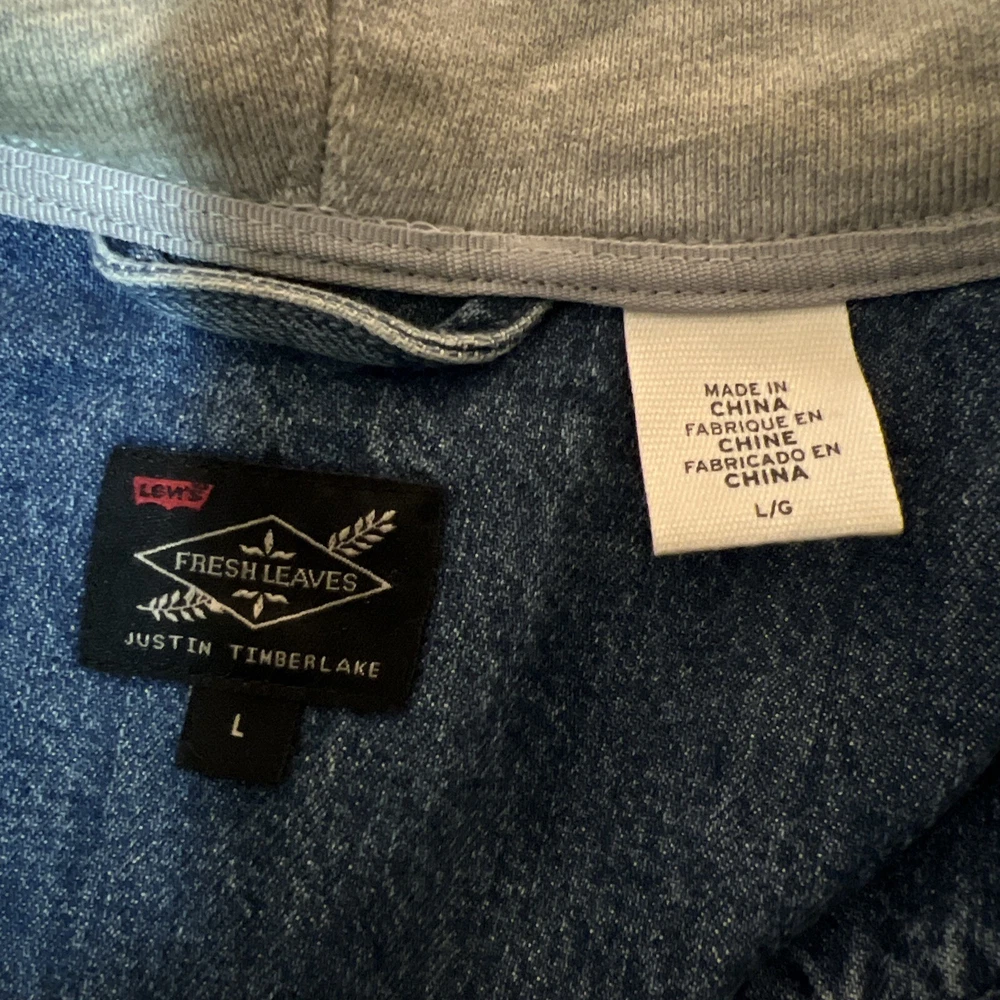 Levi's
FRESH LEAVES
JUSTIN TIMBERLAKE
L
MADE IN
CHINA
FABRIQUE EN
CHINE
FABRICADO EN
CHINA
L/G